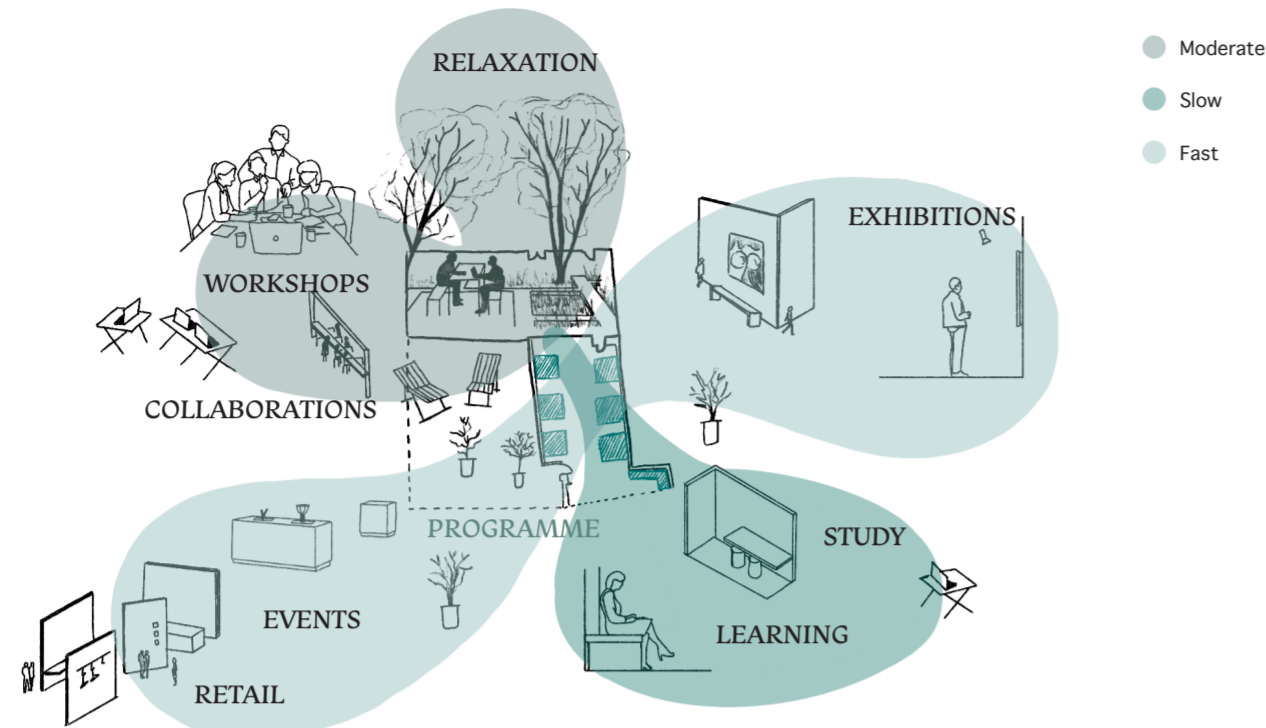 RELAXATION
Moderate
Slow
Fast
EXHIBITIONS
WORKSHOPS
COLLABORATIONS
PROGRAMME
STUDY
EVENTS
LEARNING
RETAIL